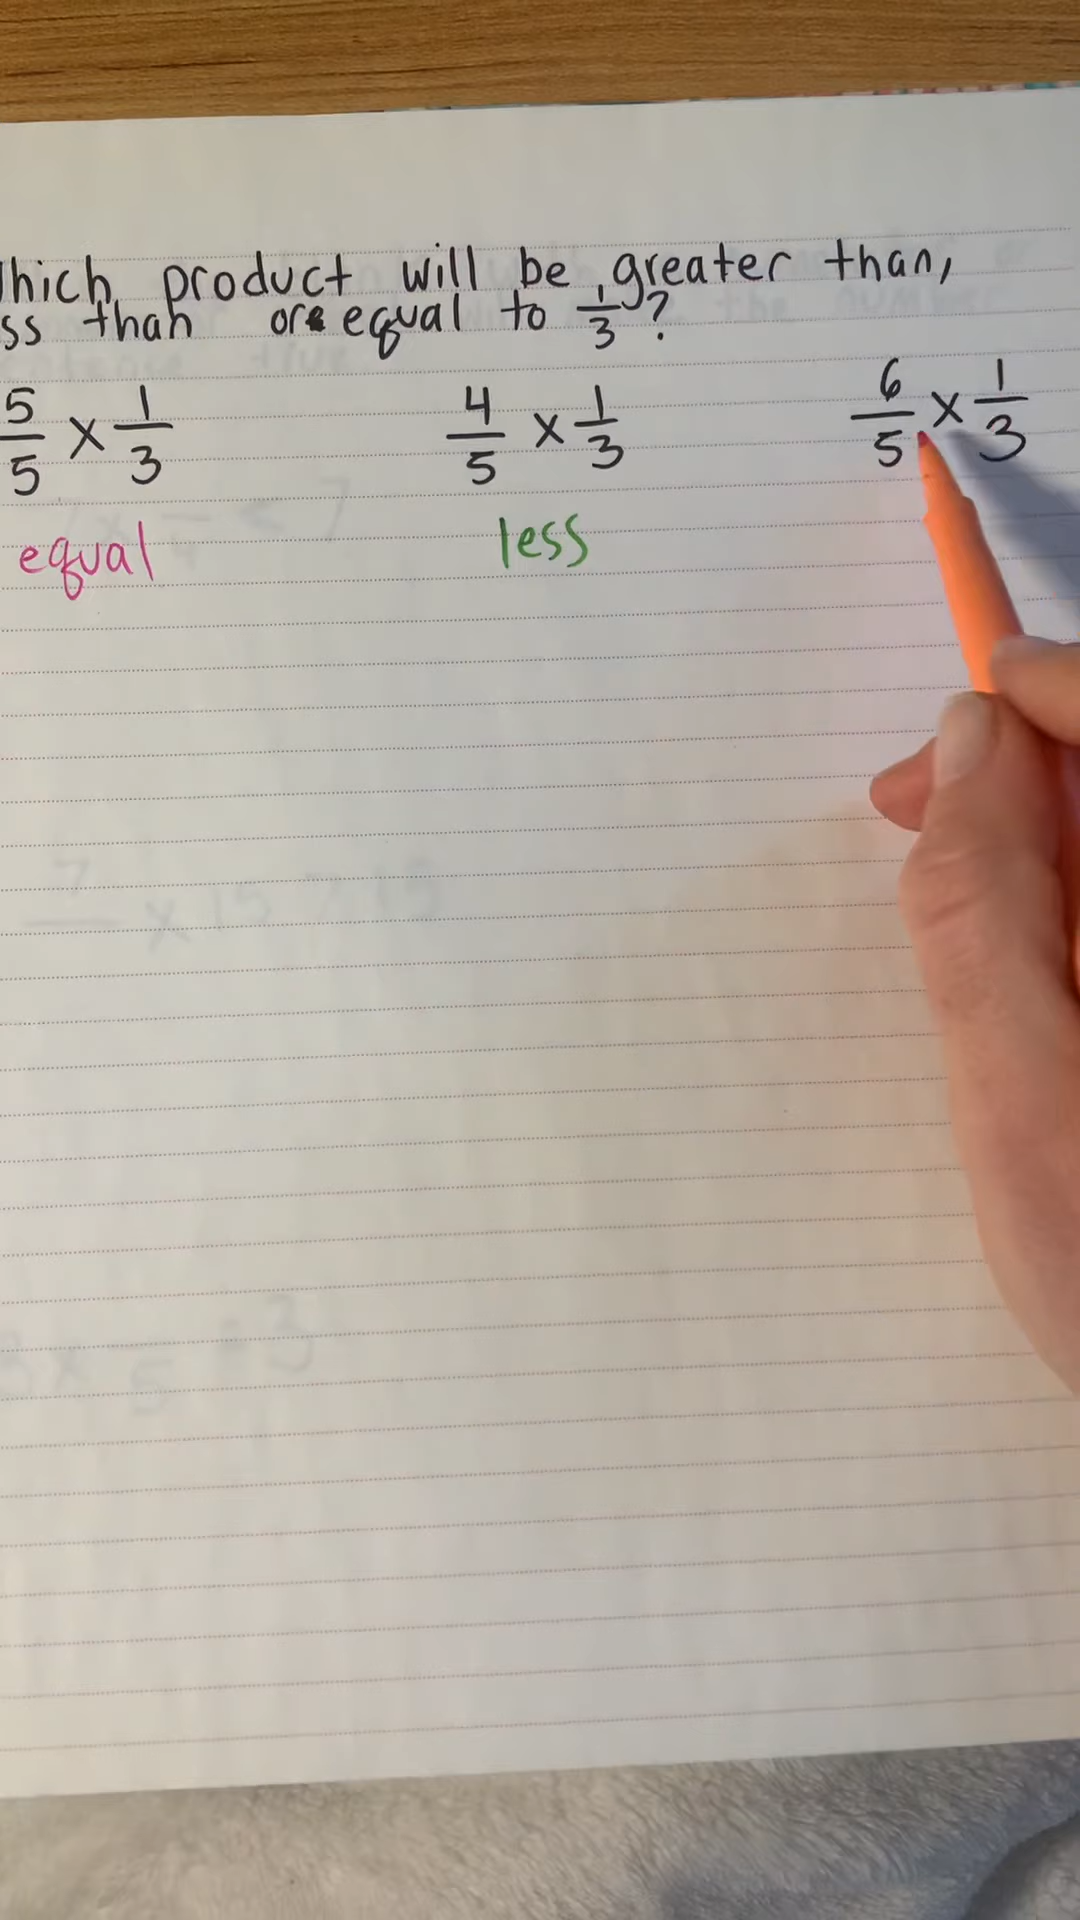 hich product will be greater than,
ss than or equal to 1/3?
5/5 x 1/3 4/5 x 1/3 6/5 x 1/3
equal less